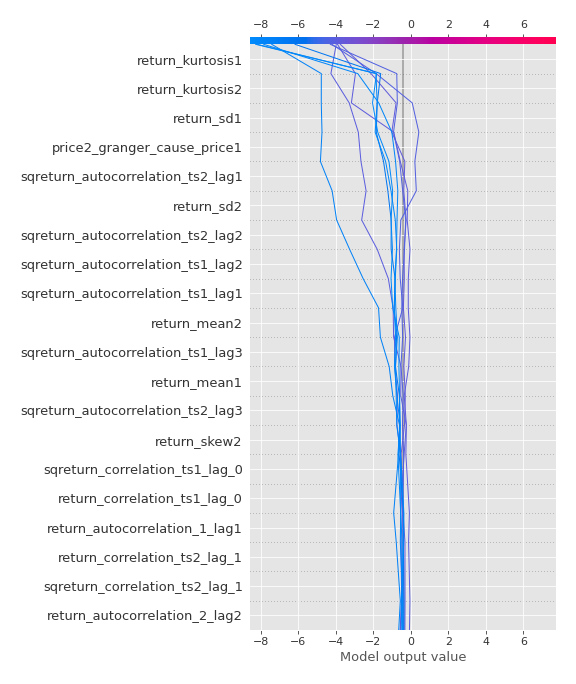 −8 −6 −4 −2 0 2 4 6
return_kurtosis1
return_kurtosis2
return_sd1
price2_granger_cause_price1
sqreturn_autocorrelation_ts2_lag1
return_sd2
sqreturn_autocorrelation_ts2_lag2
sqreturn_autocorrelation_ts1_lag2
sqreturn_autocorrelation_ts1_lag1
return_mean2
sqreturn_autocorrelation_ts1_lag3
return_mean1
sqreturn_autocorrelation_ts2_lag3
return_skew2
sqreturn_correlation_ts1_lag_0
return_correlation_ts1_lag_0
return_autocorrelation_1_lag1
return_correlation_ts2_lag_1
sqreturn_correlation_ts2_lag_1
return_autocorrelation_2_lag2
−8 −6 −4 −2 0 2 4 6
Model output value